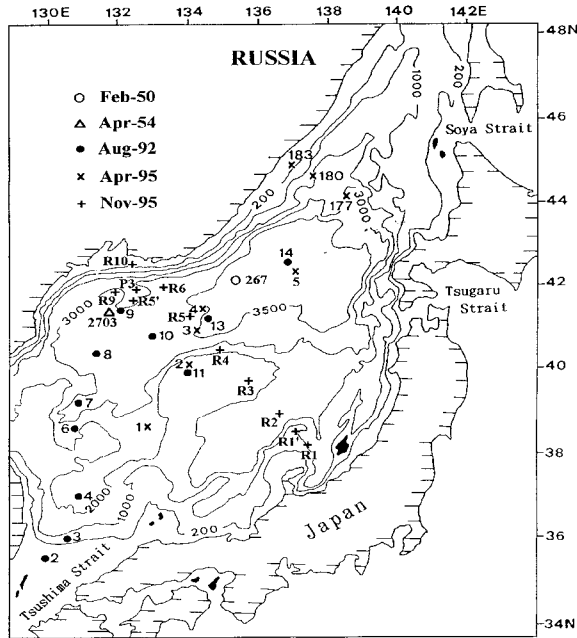 130E 132 134 136 138 140 142E
48N
RUSSIA
1000
200
Feb-50
Apr-54
Aug-92
Apr-95
Nov-95
46
Soya Strait
183
180
177
200
3000
44
14
5
267
R10
P3
R6
R9
R5'
2703
9
3000
42
Tsugaru
Strait
3500
4
R5
3
13
10
8
R4
2
11
R3
40
7
6
1
R2
R1'
R1
38
4
2000
1000
200
Japan
3
2
36
Tsushima Strait
34N